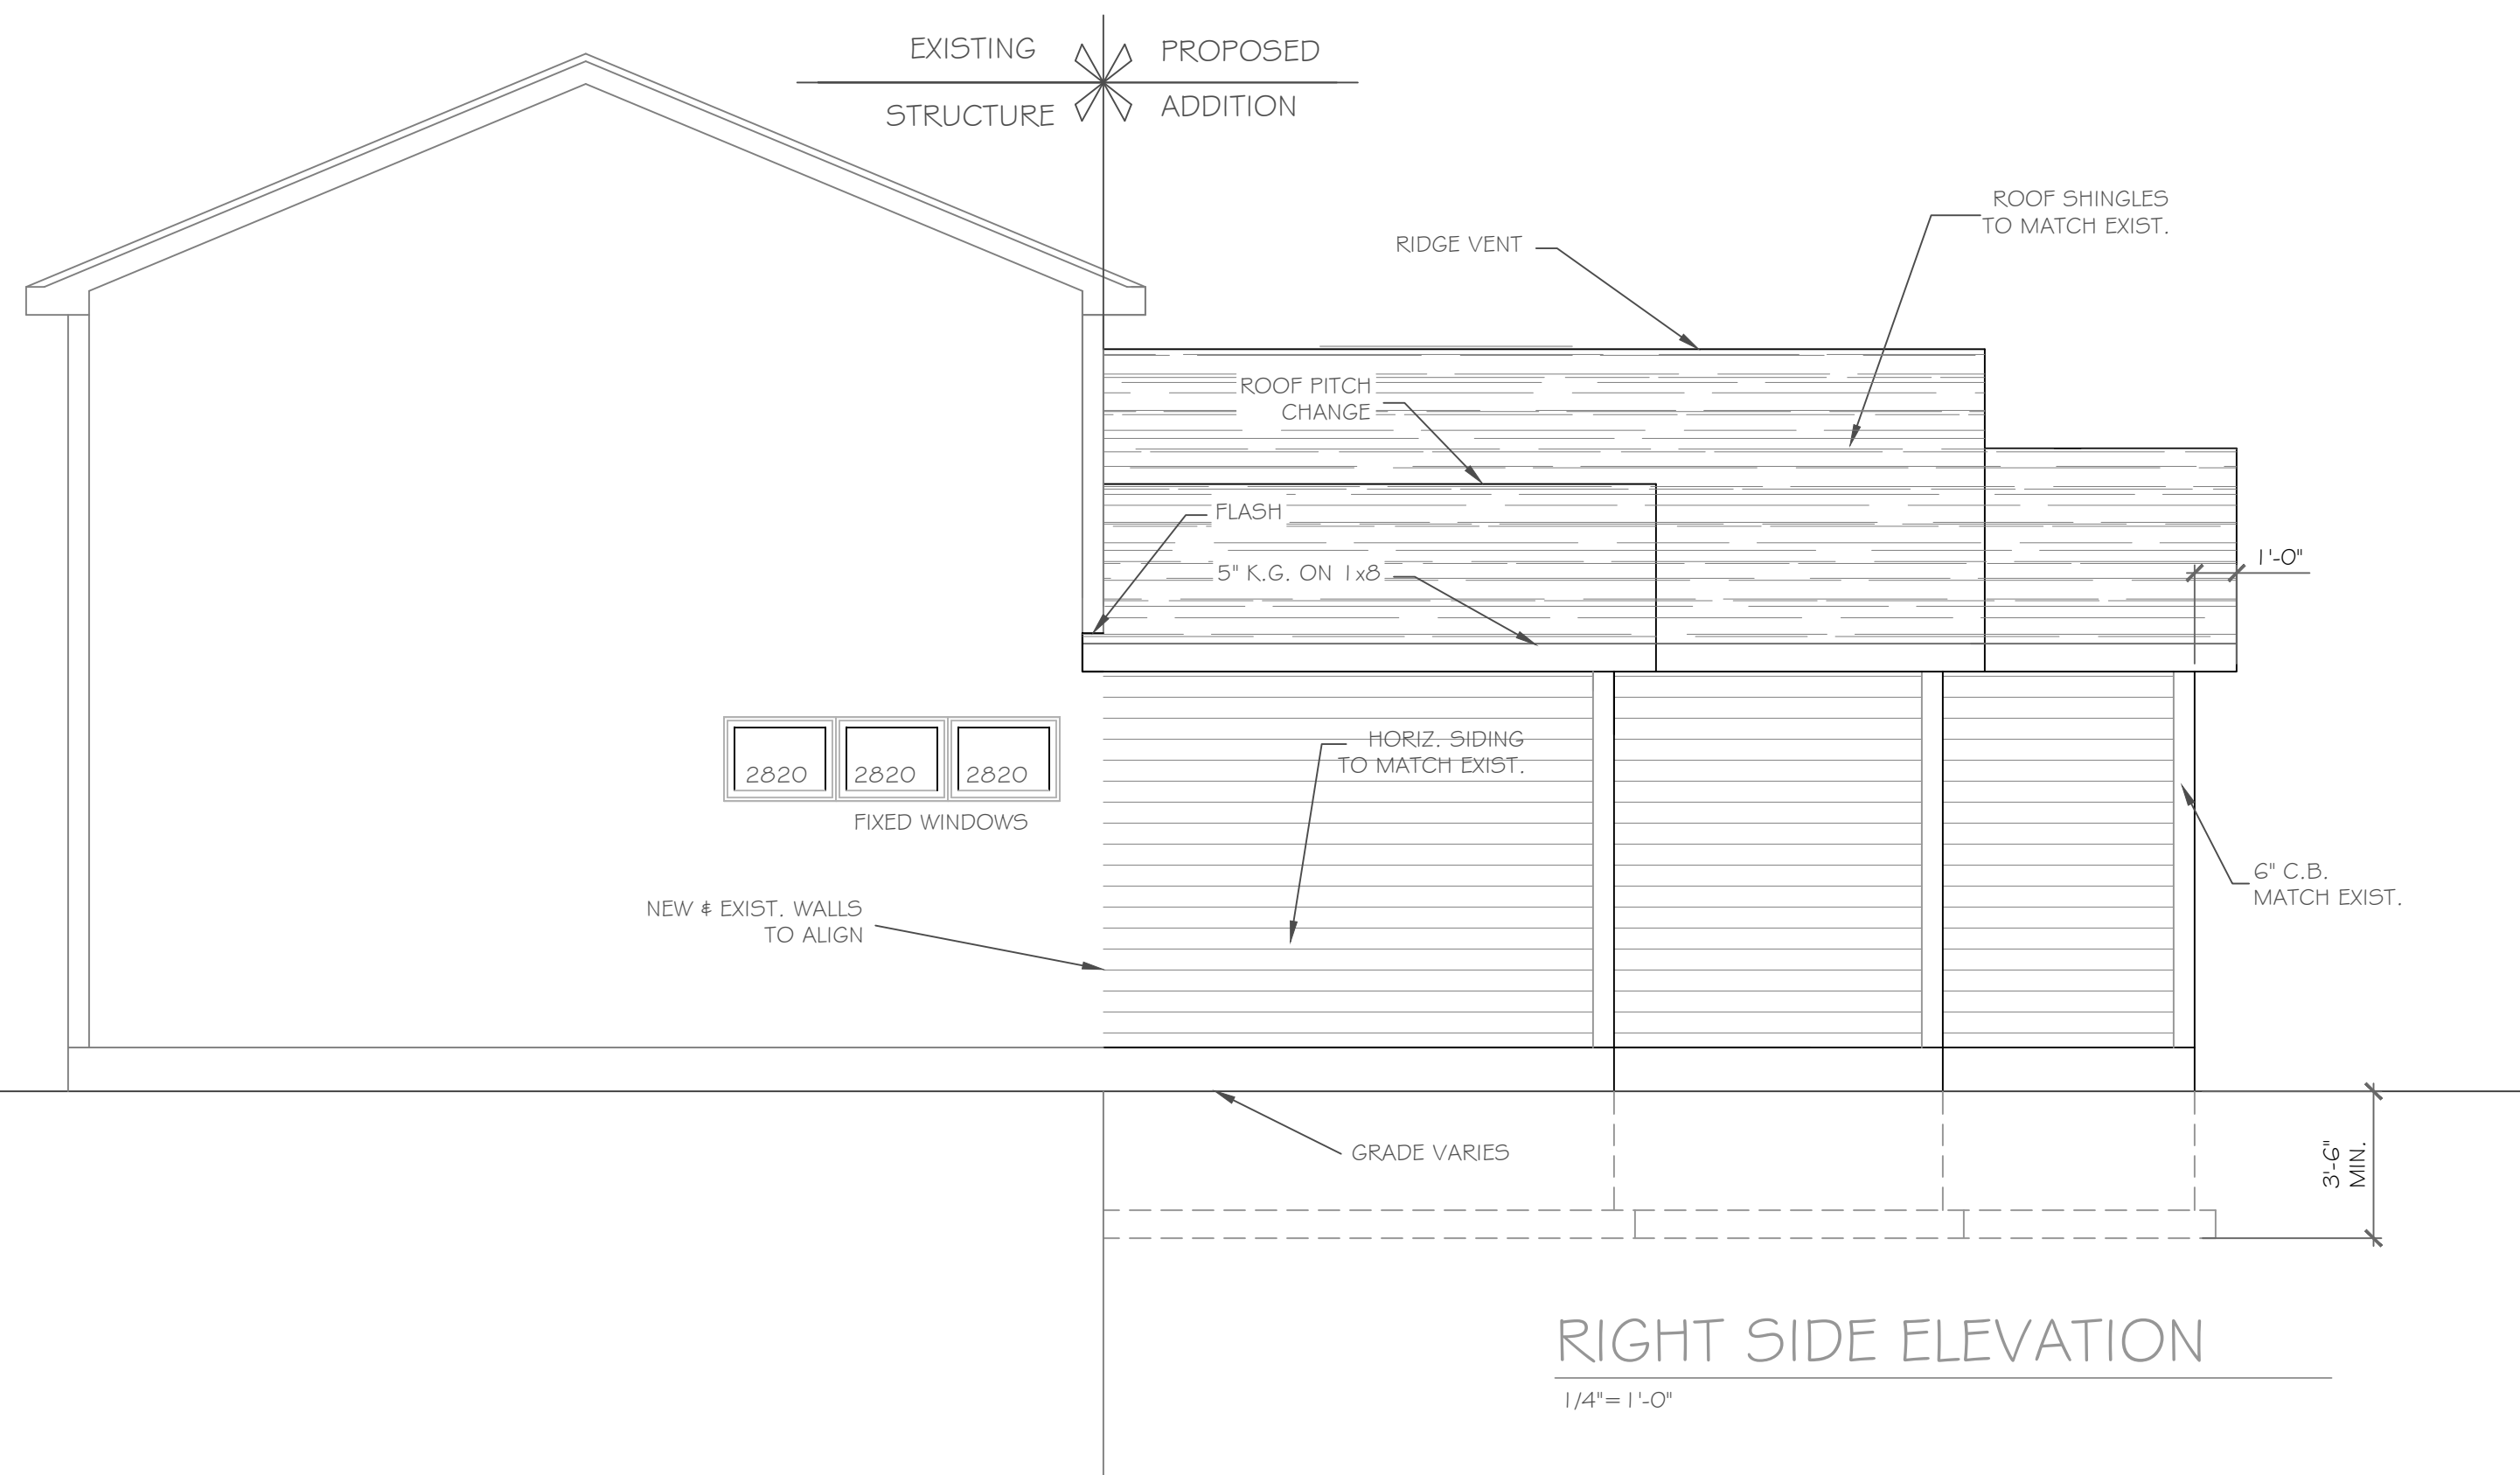 EXISTING
STRUCTURE
PROPOSED
ADDITION
ROOF SHINGLES
TO MATCH EXIST.
RIDGE VENT
ROOF PITCH
CHANGE
FLASH
5" K.G. ON 1x8
1'-0"
2820
2820
2820
FIXED WINDOWS
HORIZ. SIDING
TO MATCH EXIST.
6" C.B.
MATCH EXIST.
NEW & EXIST. WALLS
TO ALIGN
GRADE VARIES
3'-6"
MIN.
RIGHT SIDE ELEVATION
1/4"=1'-0"